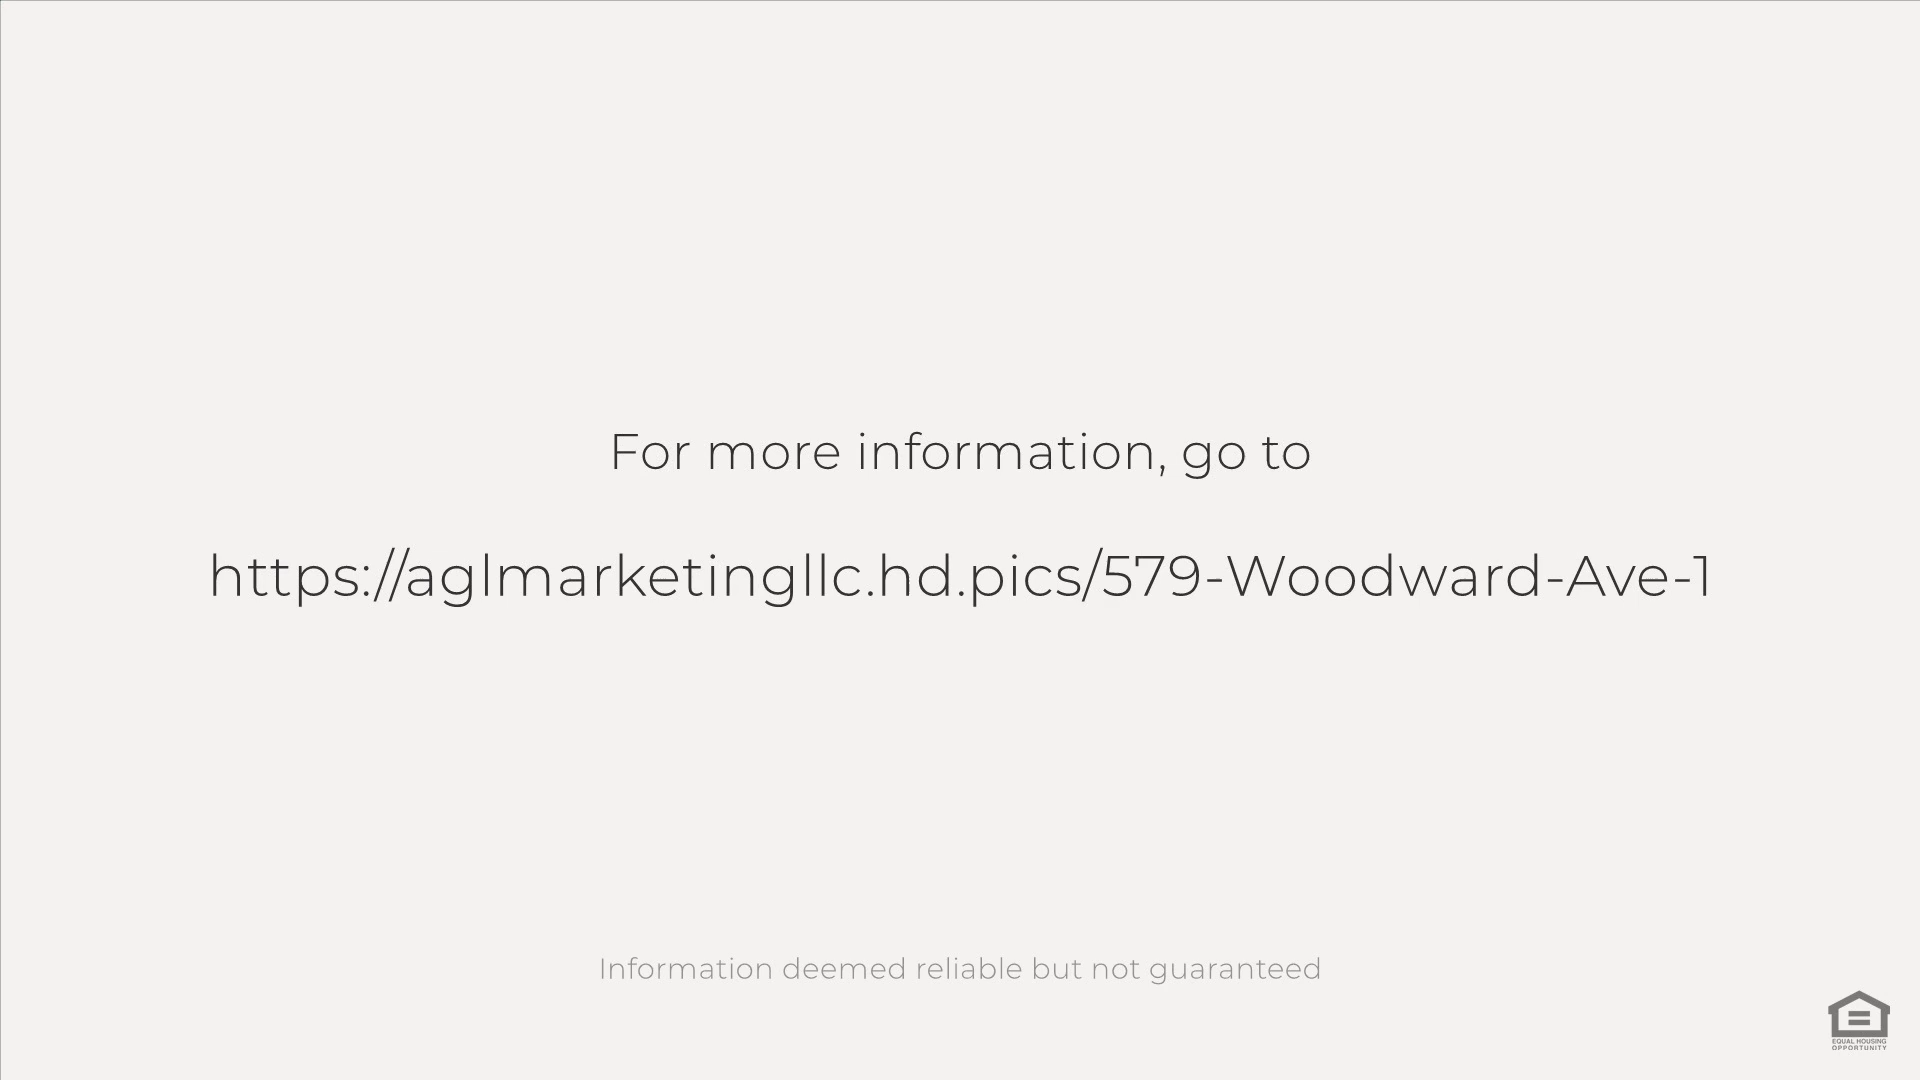 For more information, go to
https://aglmarketingllc.hd.pics/579-Woodward-Ave-1
Information deemed reliable but not guaranteed
EQUAL HOUSING
OPPORTUNITY